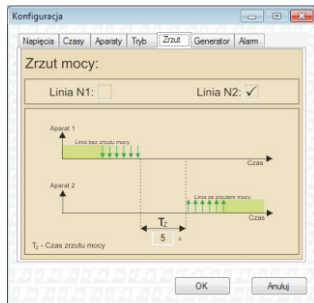 Konfiguracja
Napięcia Czasy Aparaty Tryb Zrzut Generator Alarm
Zrzut mocy:
Linia N1: Linia N2:
Aparat 1
Linia bez zrzutu mocy
Czas
Aparat 2
Linia ze zrzutem mocy
Czas
Tz
5 s
Tz - Czas zrzutu mocy
OK Anuluj